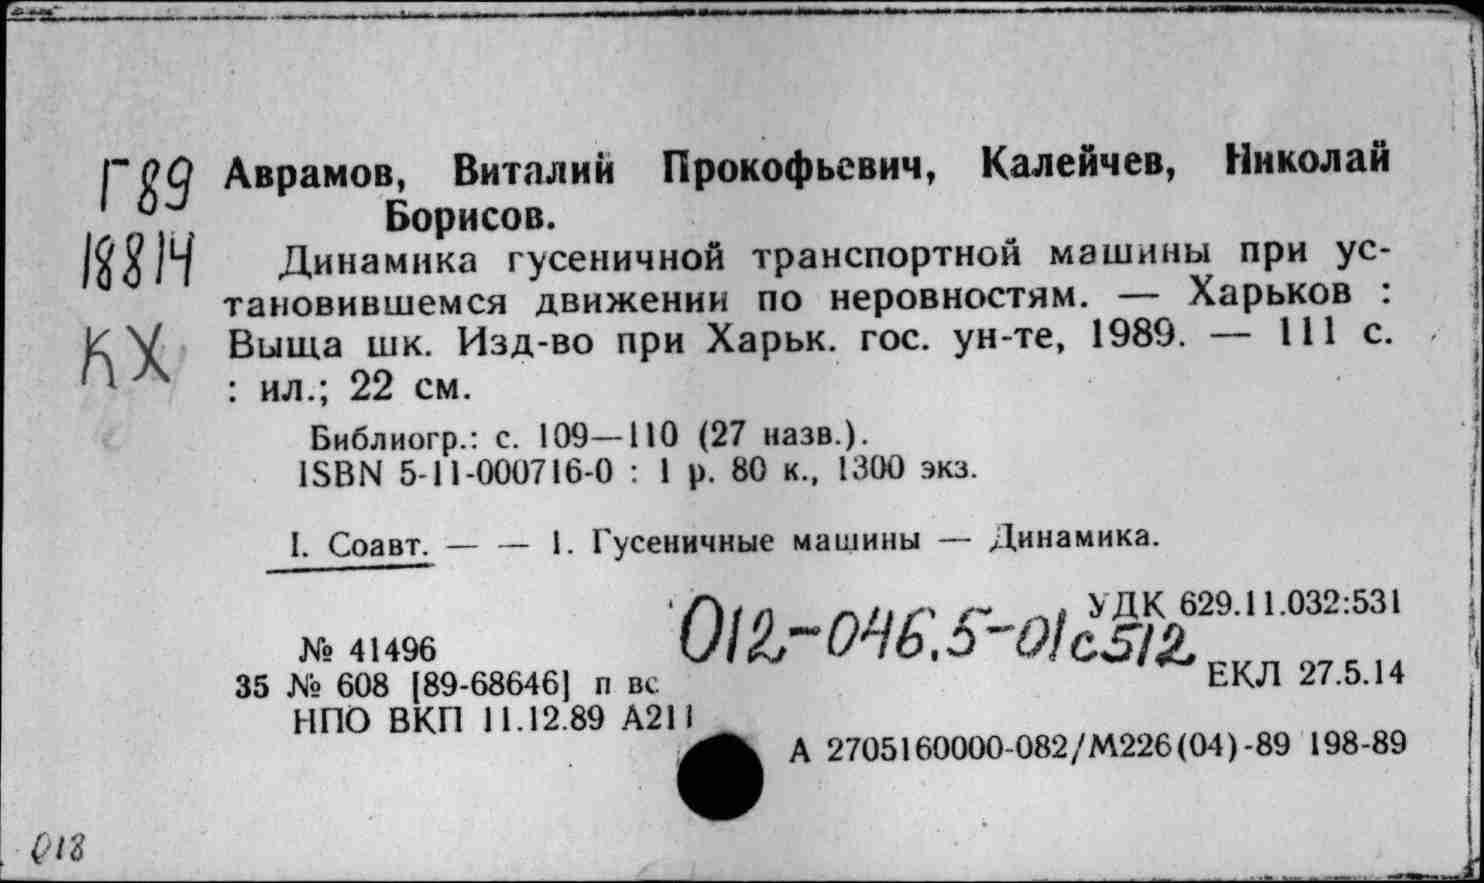 Г89 Аврамов, Виталий Прокофьевич, Калейчев, Николай
Борисов.
18814 Динамика гусеничной транспортной машины при ус-
тановившемся движении по неровностям. — Харьков :
КХ Выща шк. Изд-во при Харьк. гос. ун-те, 1989. — 111 с.
: ил.; 22 см.
Библиогр.: с. 109—110 (27 назв.).
ISBN 5-11-000716-0 : 1 р. 80 к., 1300 экз.
I. Соавт. — — 1. Гусеничные машины — Динамика.
УДК 629.11.032:531
№ 41496 012-046.5-01с512
35 № 608 [89-68646] п вс ЕКЛ 27.5.14
НПО ВКП 11.12.89 А211
А 2705160000-082/М226(04)-89 198-89